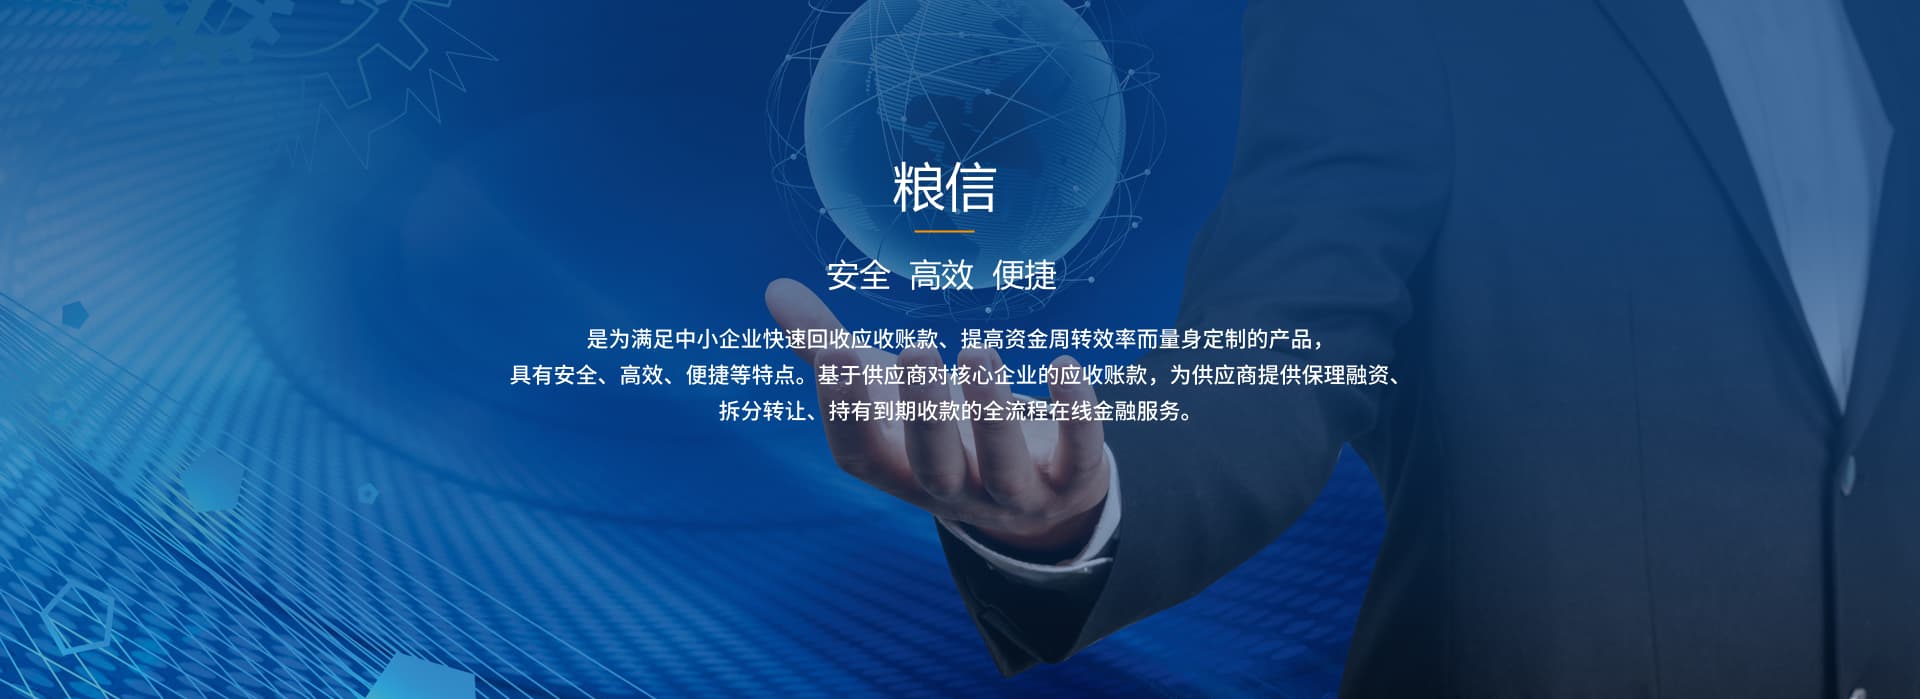 粮信
安全 高效 便捷
是为满足中小企业快速回收应收账款、提高资金周转效率而量身定制的产品，
具有安全、高效、便捷等特点。基于供应商对核心企业的应收账款，为供应商提供保理融资、
拆分转让、持有到期收款的全流程在线金融服务。